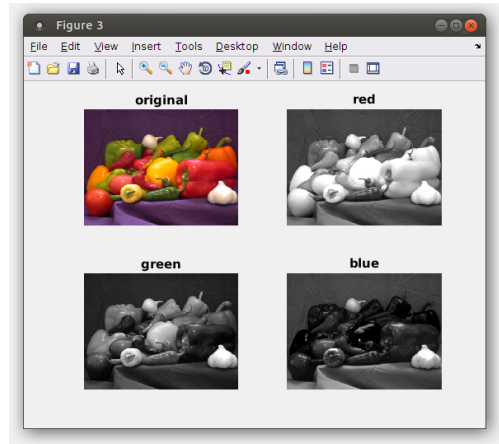 Figure 3
File Edit View Insert Tools Desktop Window Help
original red
green blue